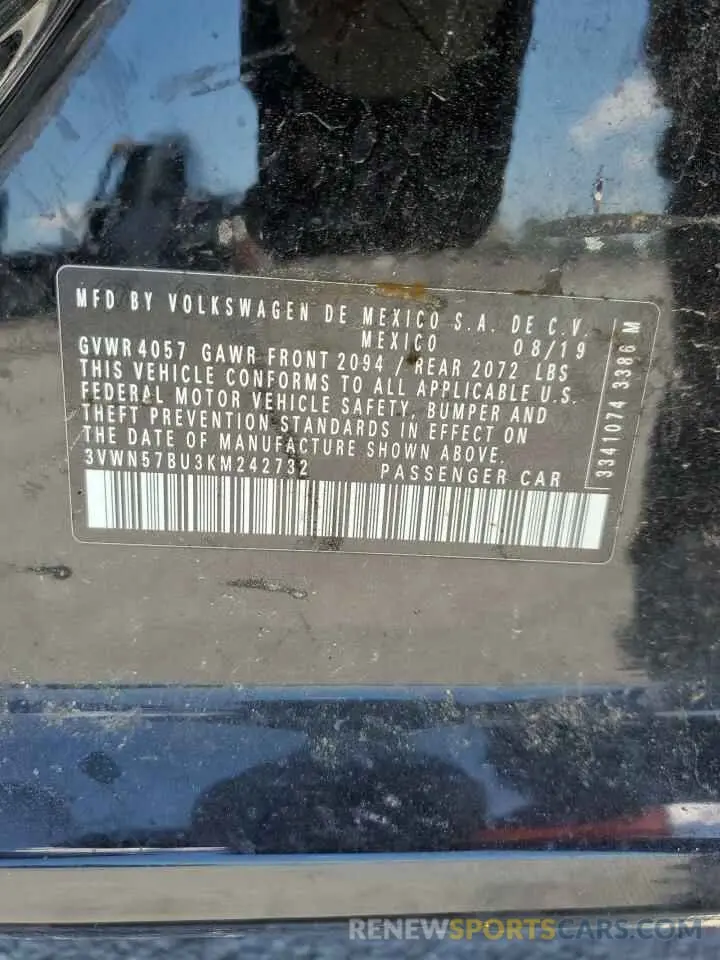 MFD BY VOLKSWAGEN DE MEXICO S.A. DE C.V.
MEXICO 08/19
GVWR 4057 GAWR FRONT 2094 / REAR 2072 LBS
THIS VEHICLE CONFORMS TO ALL APPLICABLE U.S.
FEDERAL MOTOR VEHICLE SAFETY, BUMPER AND
THEFT PREVENTION STANDARDS IN EFFECT ON
THE DATE OF MANUFACTURE SHOWN ABOVE.
3VWN57BU3KM242732 PASSENGER CAR
3341074 3386 M
RENEWSPORTSCARS.COM